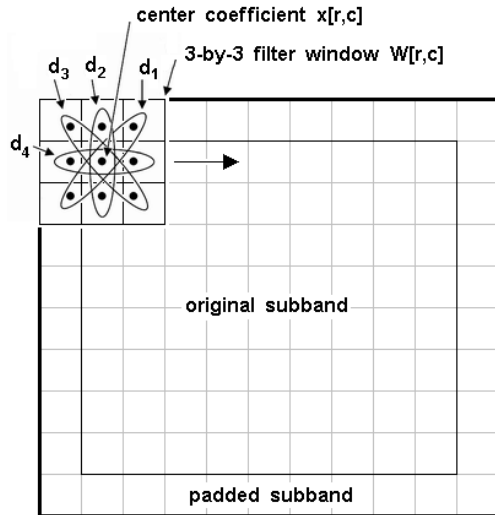 center coefficient x[r,c]
3-by-3 filter window W[r,c]
d3 d2 d1
d4
original subband
padded subband